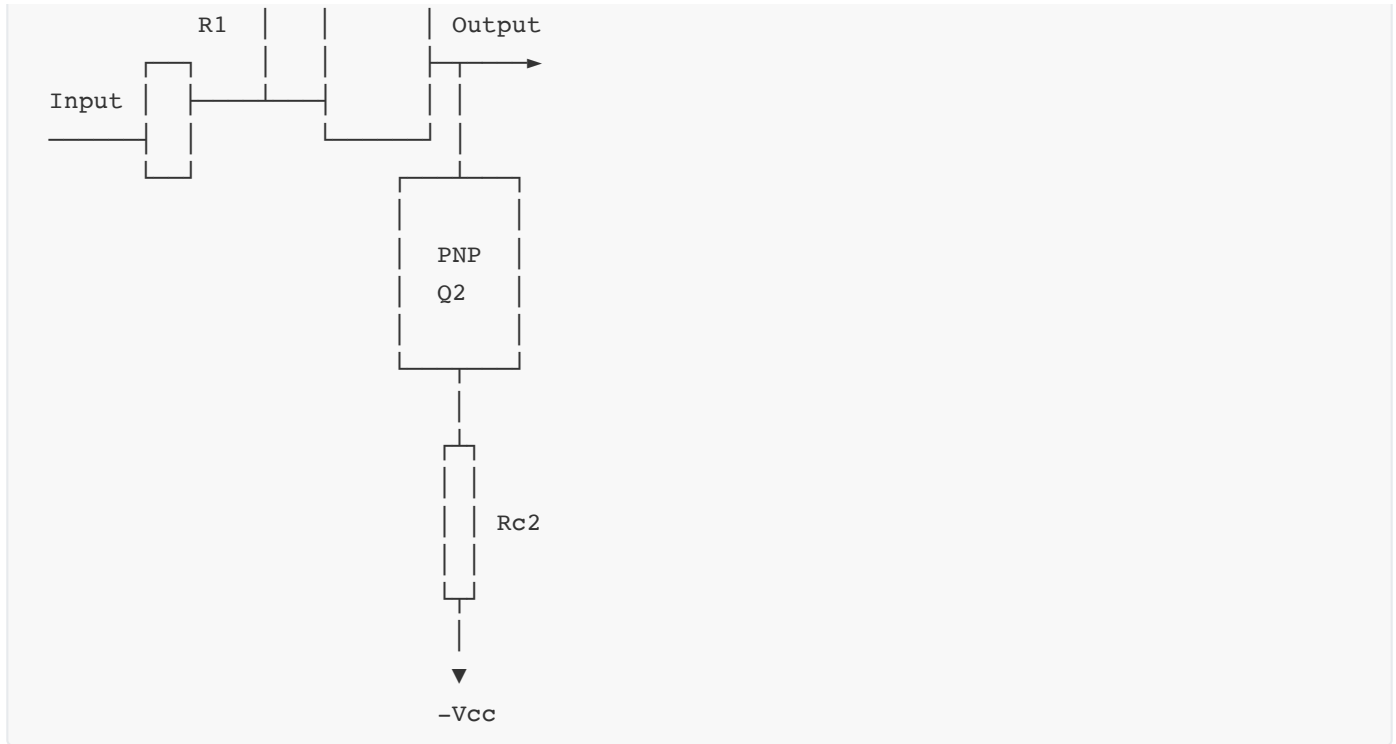 R1 Output
Input
PNP
Q2
Rc2
-Vcc